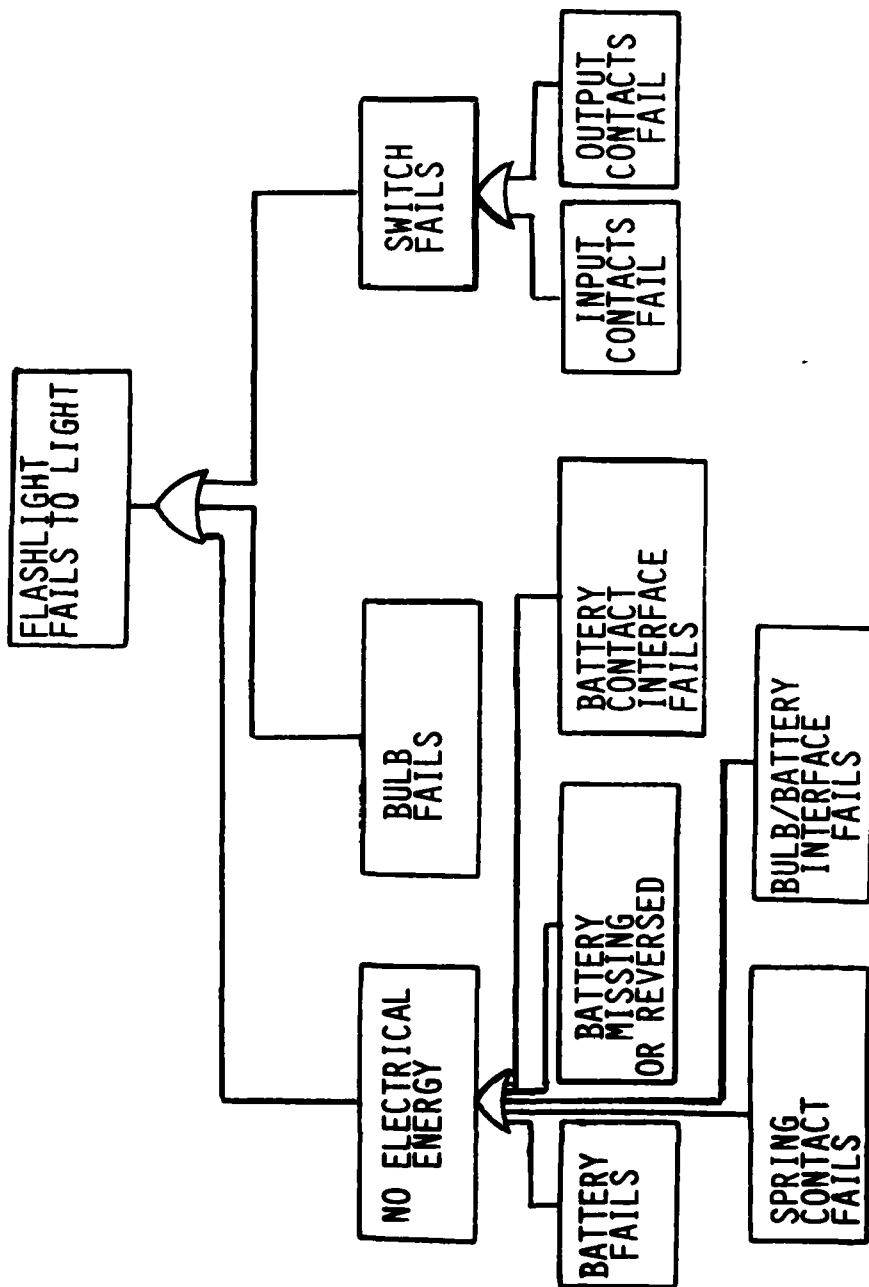 FLASHLIGHT
FAILS TO LIGHT
NO ELECTRICAL
ENERGY
BULB
FAILS
SWITCH
FAILS
BATTERY
FAILS
BATTERY
MISSING
OR REVERSED
BATTERY
CONTACT
INTERFACE
FAILS
INPUT
CONTACTS
FAIL
OUTPUT
CONTACTS
FAIL
SPRING
CONTACT
FAILS
BULB/BATTERY
INTERFACE
FAILS